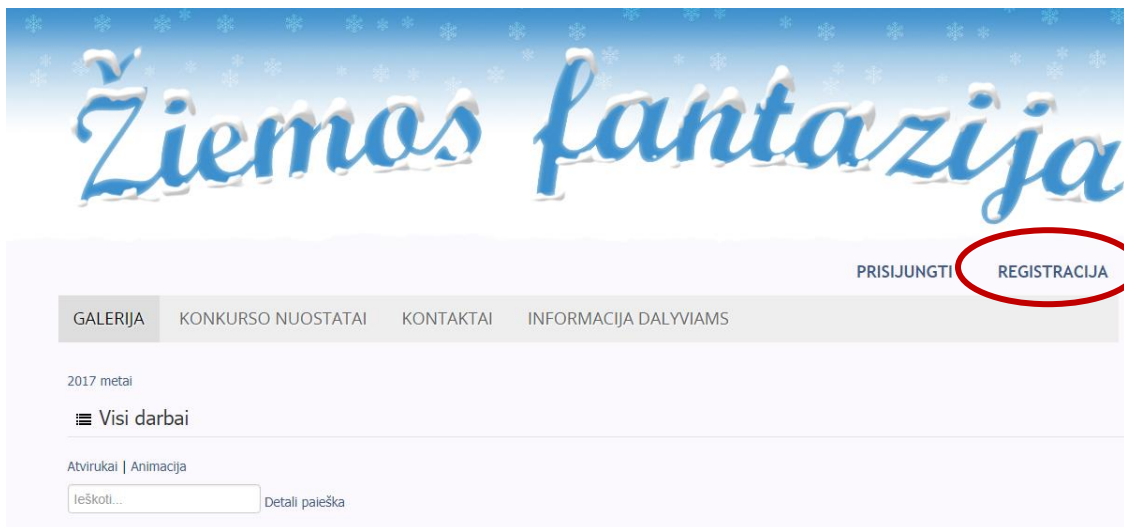 Žiemos fantazija
PRISIJUNGTI REGISTRACIJA
GALERIJA KONKURSO NUOSTATAI KONTAKTAI INFORMACIJA DALYVIAMS
2017 metai
Visi darbai
Atvirukai | Animacija
Ieškoti... Detali paieška